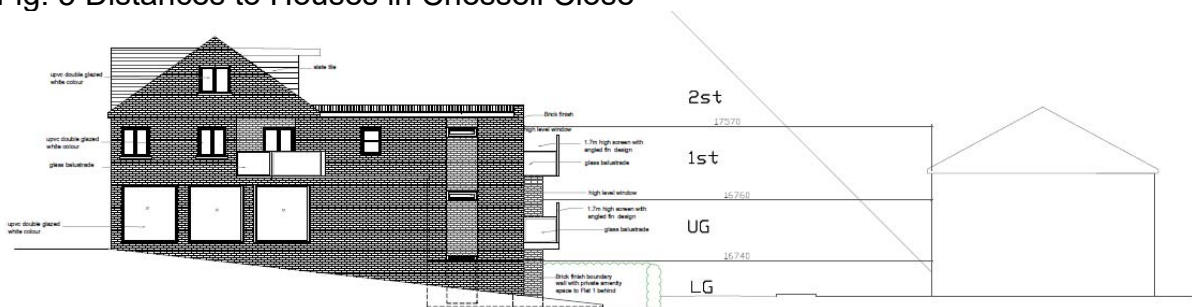 Fig. 8 Distances to Houses in Chessell Close
upvc double glazed
white colour
slate tile
2st
Brick finish
17370
high level window
upvc double glazed
white colour
1.7m high screen with
angled fin design
1st
glass balustrade
glass balustrade
high level window
16760
1.7m high screen with
angled fin design
upvc double glazed
white colour
glass balustrade
UG
16740
Brick finish boundary
wall with private amenity
space to Flat 1 behind
LG